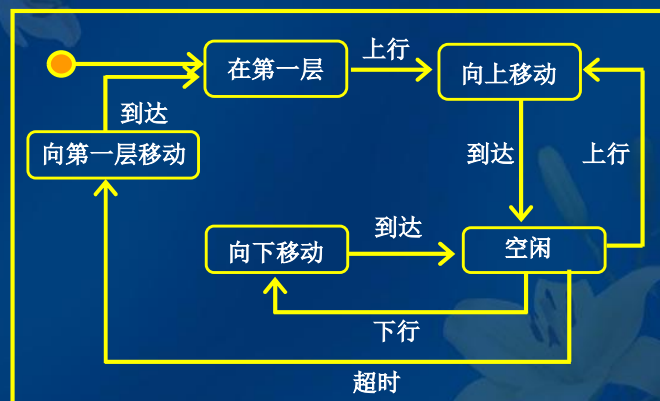 在第一层
上行
向上移动
到达
向第一层移动
到达
上行
向下移动
到达
空闲
下行
超时